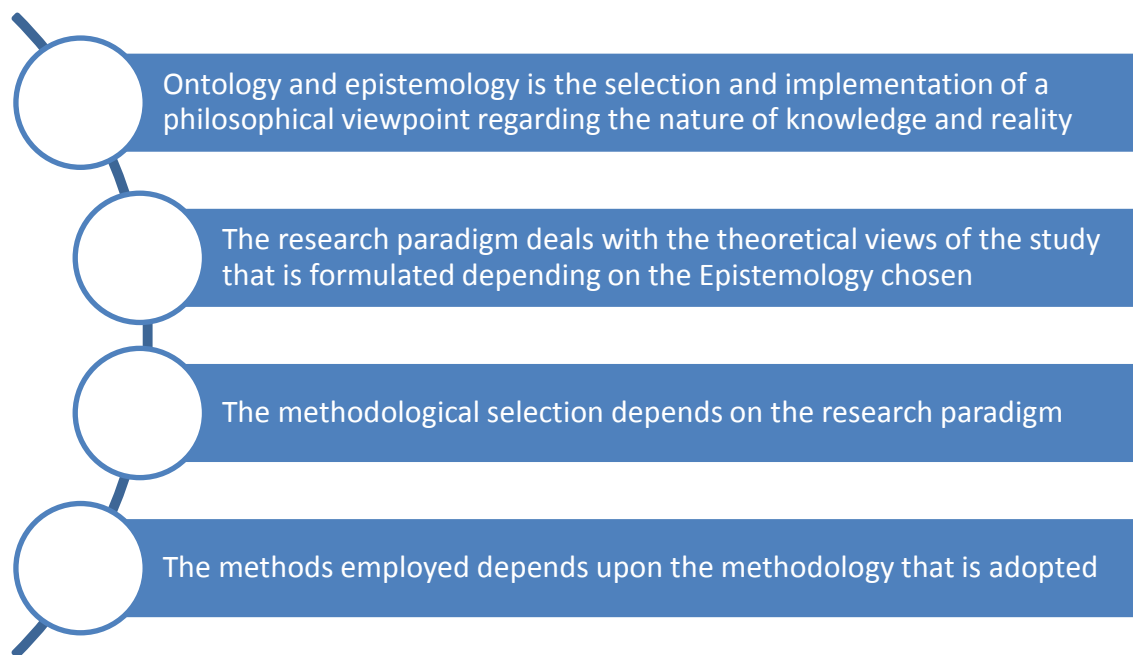 Ontology and epistemology is the selection and implementation of a
philosophical viewpoint regarding the nature of knowledge and reality
The research paradigm deals with the theoretical views of the study
that is formulated depending on the Epistemology chosen
The methodological selection depends on the research paradigm
The methods employed depends upon the methodology that is adopted